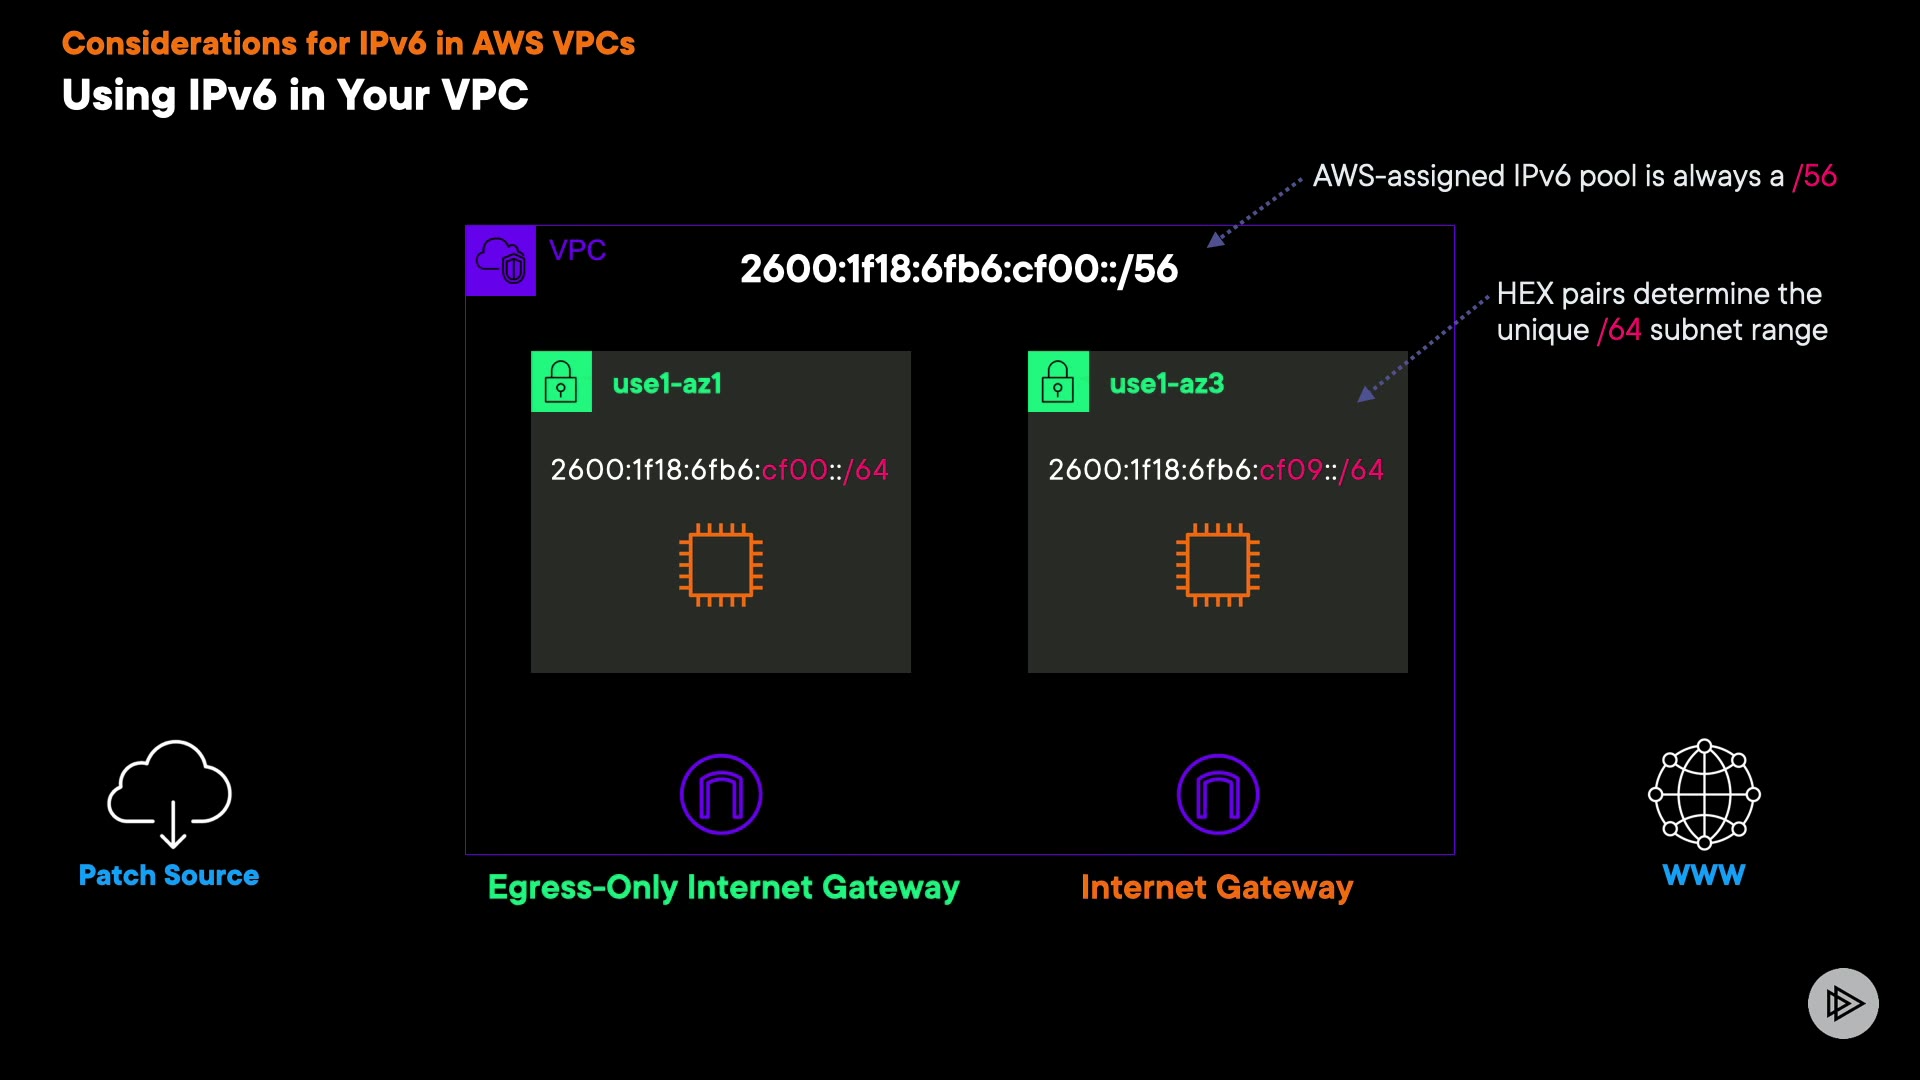 Considerations for IPv6 in AWS VPCs
Using IPv6 in Your VPC
AWS-assigned IPv6 pool is always a /56
VPC
2600:1f18:6fb6:cf00::/56
HEX pairs determine the
unique /64 subnet range
use1-az1
use1-az3
2600:1f18:6fb6:cf00::/64
2600:1f18:6fb6:cf09::/64
Patch Source
WWW
Egress-Only Internet Gateway
Internet Gateway